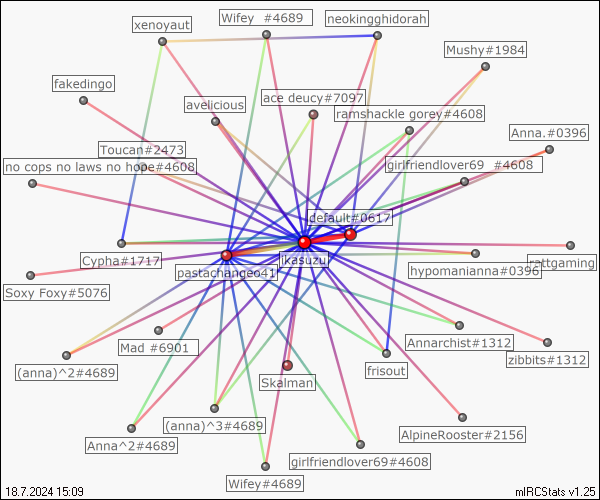 xenoyaut
Wifey #4689
neokingghidorah
Mushy#1984
fakedingo
avelicious
ace deucy#7097
ramshackle gorey#4608
Anna.#0396
Toucan#2473
no cops no laws no hope#4608
girlfriendlover69 #4608
default#0617
Cypha#1717
pastachangeo41
ikasuzu
hypomanianna#0396
rattgaming
Soxy Foxy#5076
Mad #6901
Annarchist#1312
zibbits#1312
(anna)^2#4689
Skalman
frisout
(anna)^3#4689
Anna^2#4689
AlpineRooster#2156
girlfriendlover69#4608
Wifey#4689
18.7.2024 15:09
mIRCStats v1.25